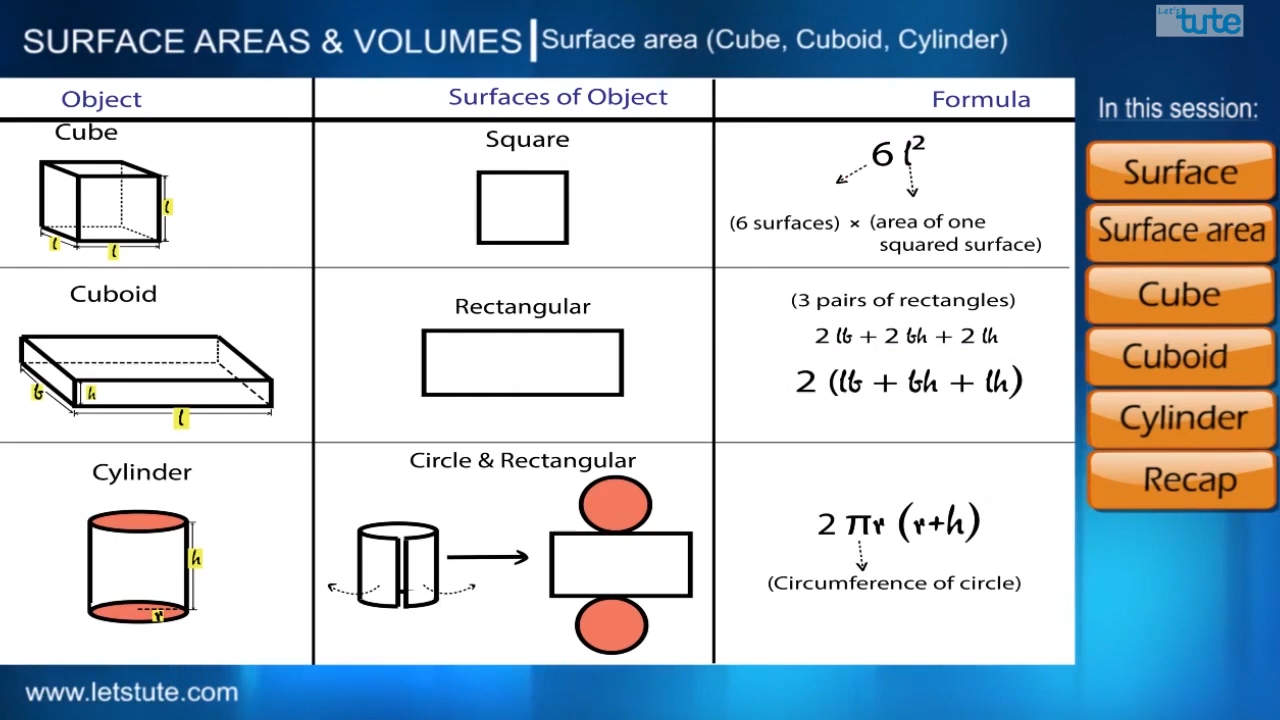 SURFACE AREAS & VOLUMES | Surface area (Cube, Cuboid, Cylinder)
Let's tute
Object Surfaces of Object Formula
Cube
l
l
l
Square
6 l²
(6 surfaces) × (area of one
squared surface)
Cuboid
b
h
l
Rectangular
(3 pairs of rectangles)
2 lb + 2 bh + 2 lh
2 (lb + bh + lh)
Cylinder
h
r
Circle & Rectangular
2 πr (r+h)
(Circumference of circle)
In this session:
Surface
Surface area
Cube
Cuboid
Cylinder
Recap
www.letstute.com